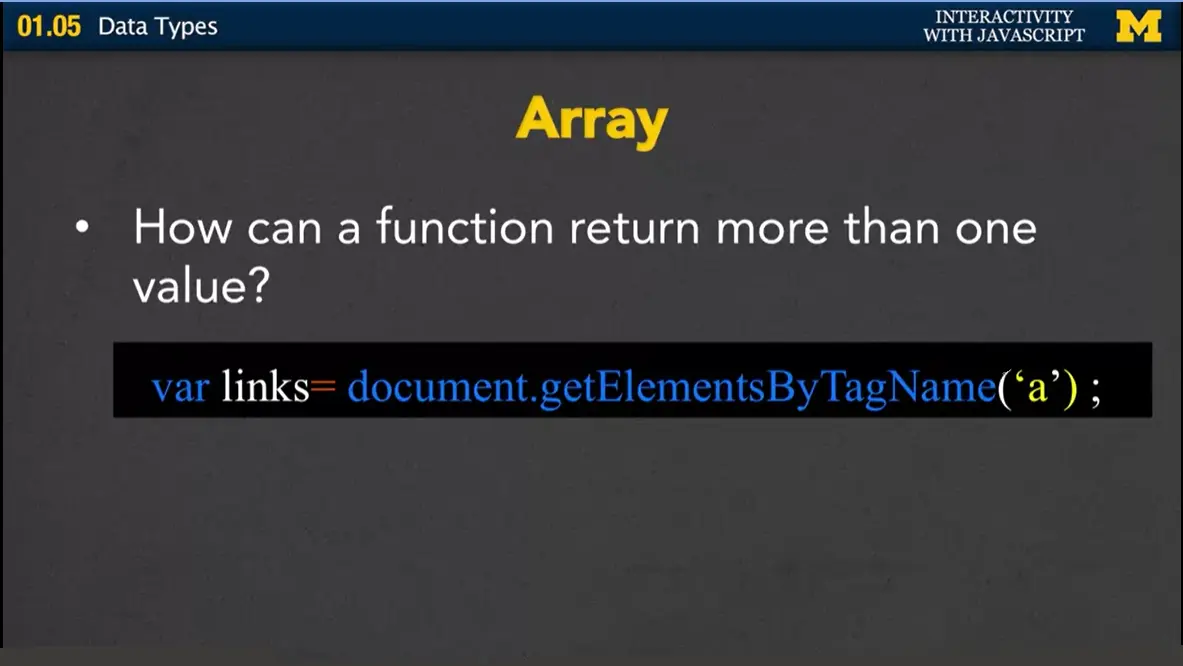 01.05 Data Types
INTERACTIVITY
WITH JAVASCRIPT
M
Array
• How can a function return more than one
value?
var links= document.getElementsByTagName(‘a’) ;